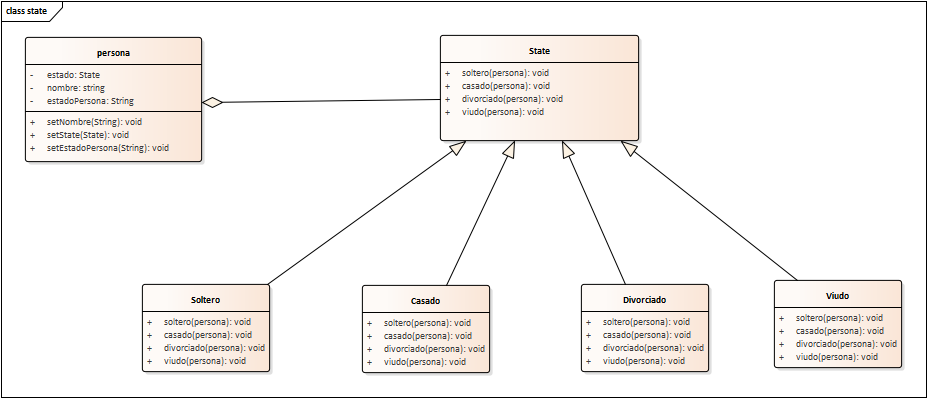 class state
persona
- estado: State
- nombre: string
- estadoPersona: String
+ setNombre(String): void
+ setState(State): void
+ setEstadoPersona(String): void
State
+ soltero(persona): void
+ casado(persona): void
+ divorciado(persona): void
+ viudo(persona): void
Soltero
+ soltero(persona): void
+ casado(persona): void
+ divorciado(persona): void
+ viudo(persona): void
Casado
+ soltero(persona): void
+ casado(persona): void
+ divorciado(persona): void
+ viudo(persona): void
Divorciado
+ soltero(persona): void
+ casado(persona): void
+ divorciado(persona): void
+ viudo(persona): void
Viudo
+ soltero(persona): void
+ casado(persona): void
+ divorciado(persona): void
+ viudo(persona): void